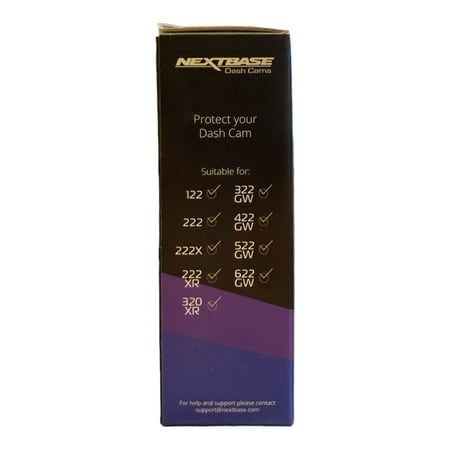 NEXTBASE
Dash Cams
Protect your
Dash Cam
Suitable for:
122
222
222X
222
XR
320
XR
322
GW
422
GW
522
GW
622
GW
For help and support please contact
support@nextbase.com